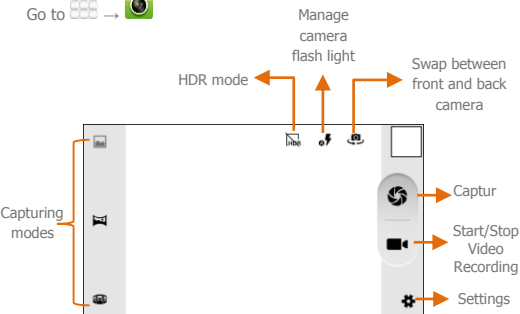 Go to →
Manage
camera
flash light
HDR mode
Swap between
front and back
camera
HDR
Capturing
modes
Captur
Start/Stop
Video
Recording
Settings